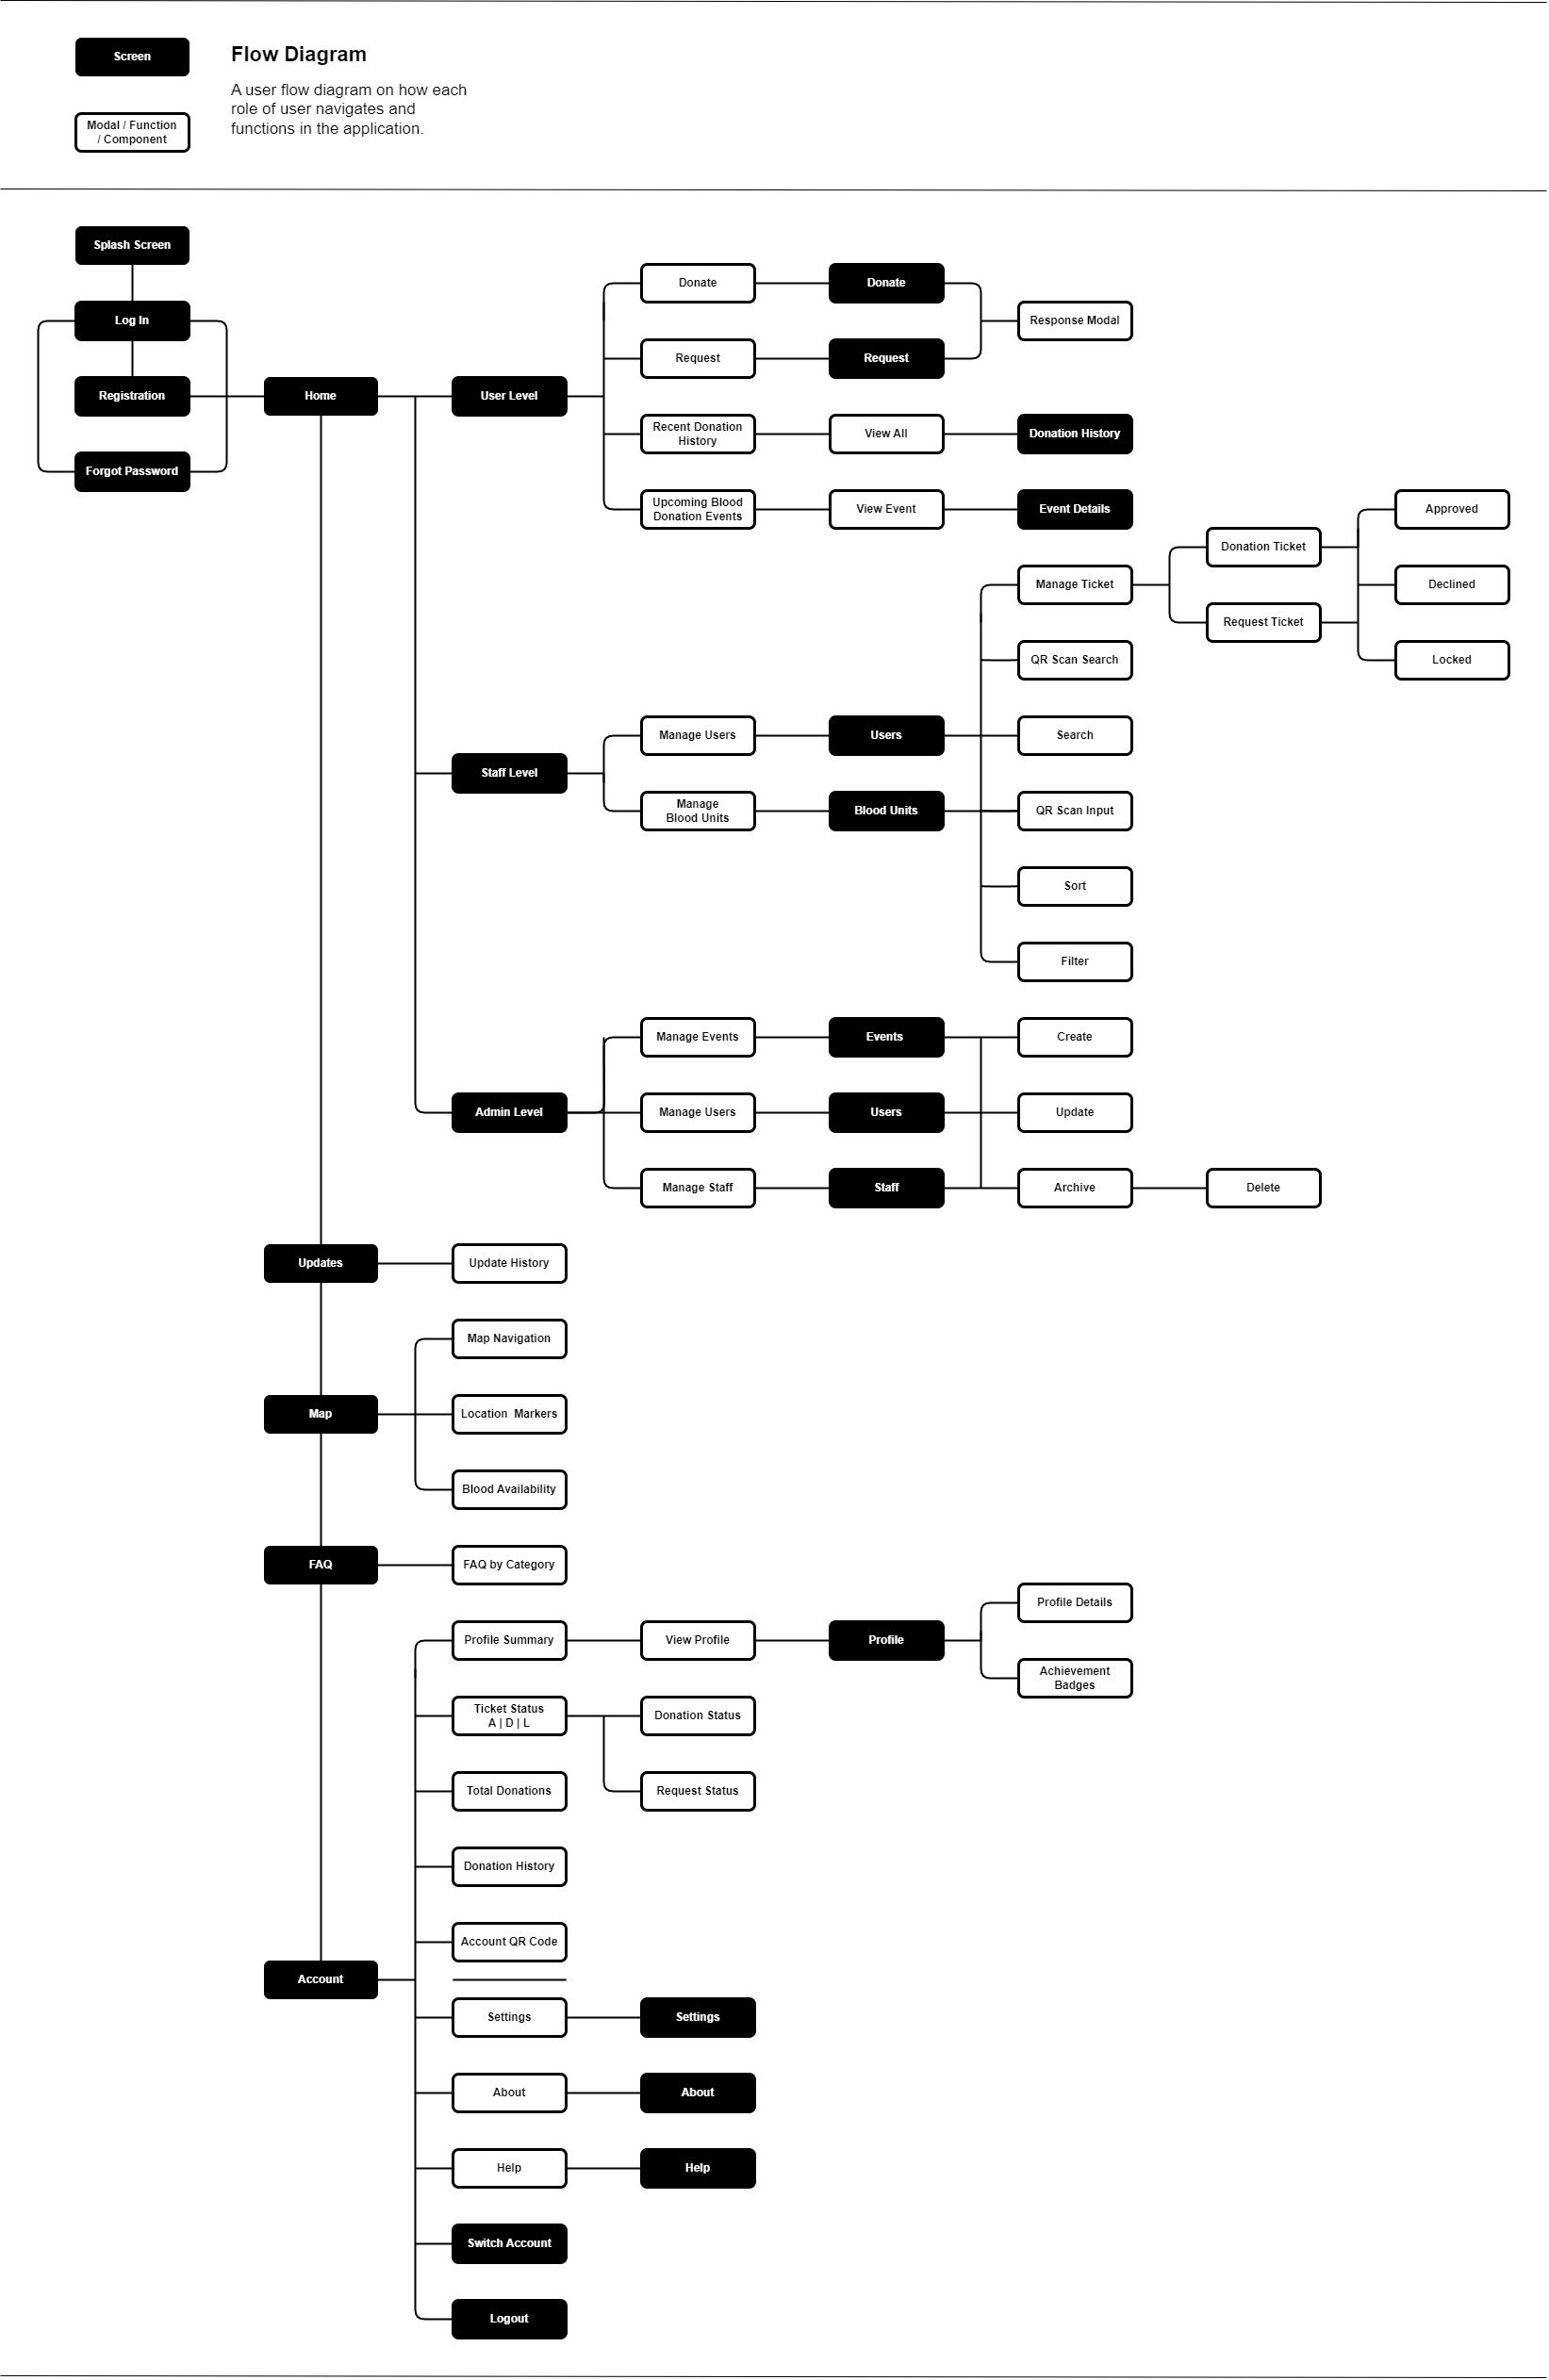 Screen
Flow Diagram
A user flow diagram on how each
role of user navigates and
functions in the application.
Modal / Function
/ Component
Splash Screen
Log In
Registration
Forgot Password
Home
User Level
Donate
Donate
Request
Request
Response Modal
Recent Donation
History
View All
Donation History
Upcoming Blood
Donation Events
View Event
Event Details
Staff Level
Manage Users
Users
Manage
Blood Units
Blood Units
Manage Ticket
Donation Ticket
Request Ticket
Approved
Declined
Locked
QR Scan Search
Search
QR Scan Input
Sort
Filter
Admin Level
Manage Events
Events
Create
Manage Users
Users
Update
Manage Staff
Staff
Archive
Delete
Updates
Update History
Map
Map Navigation
Location  Markers
Blood Availability
FAQ
FAQ by Category
Account
Profile Summary
View Profile
Profile
Profile Details
Achievement
Badges
Ticket Status
A | D | L
Donation Status
Request Status
Total Donations
Donation History
Account QR Code
Settings
Settings
About
About
Help
Help
Switch Account
Logout